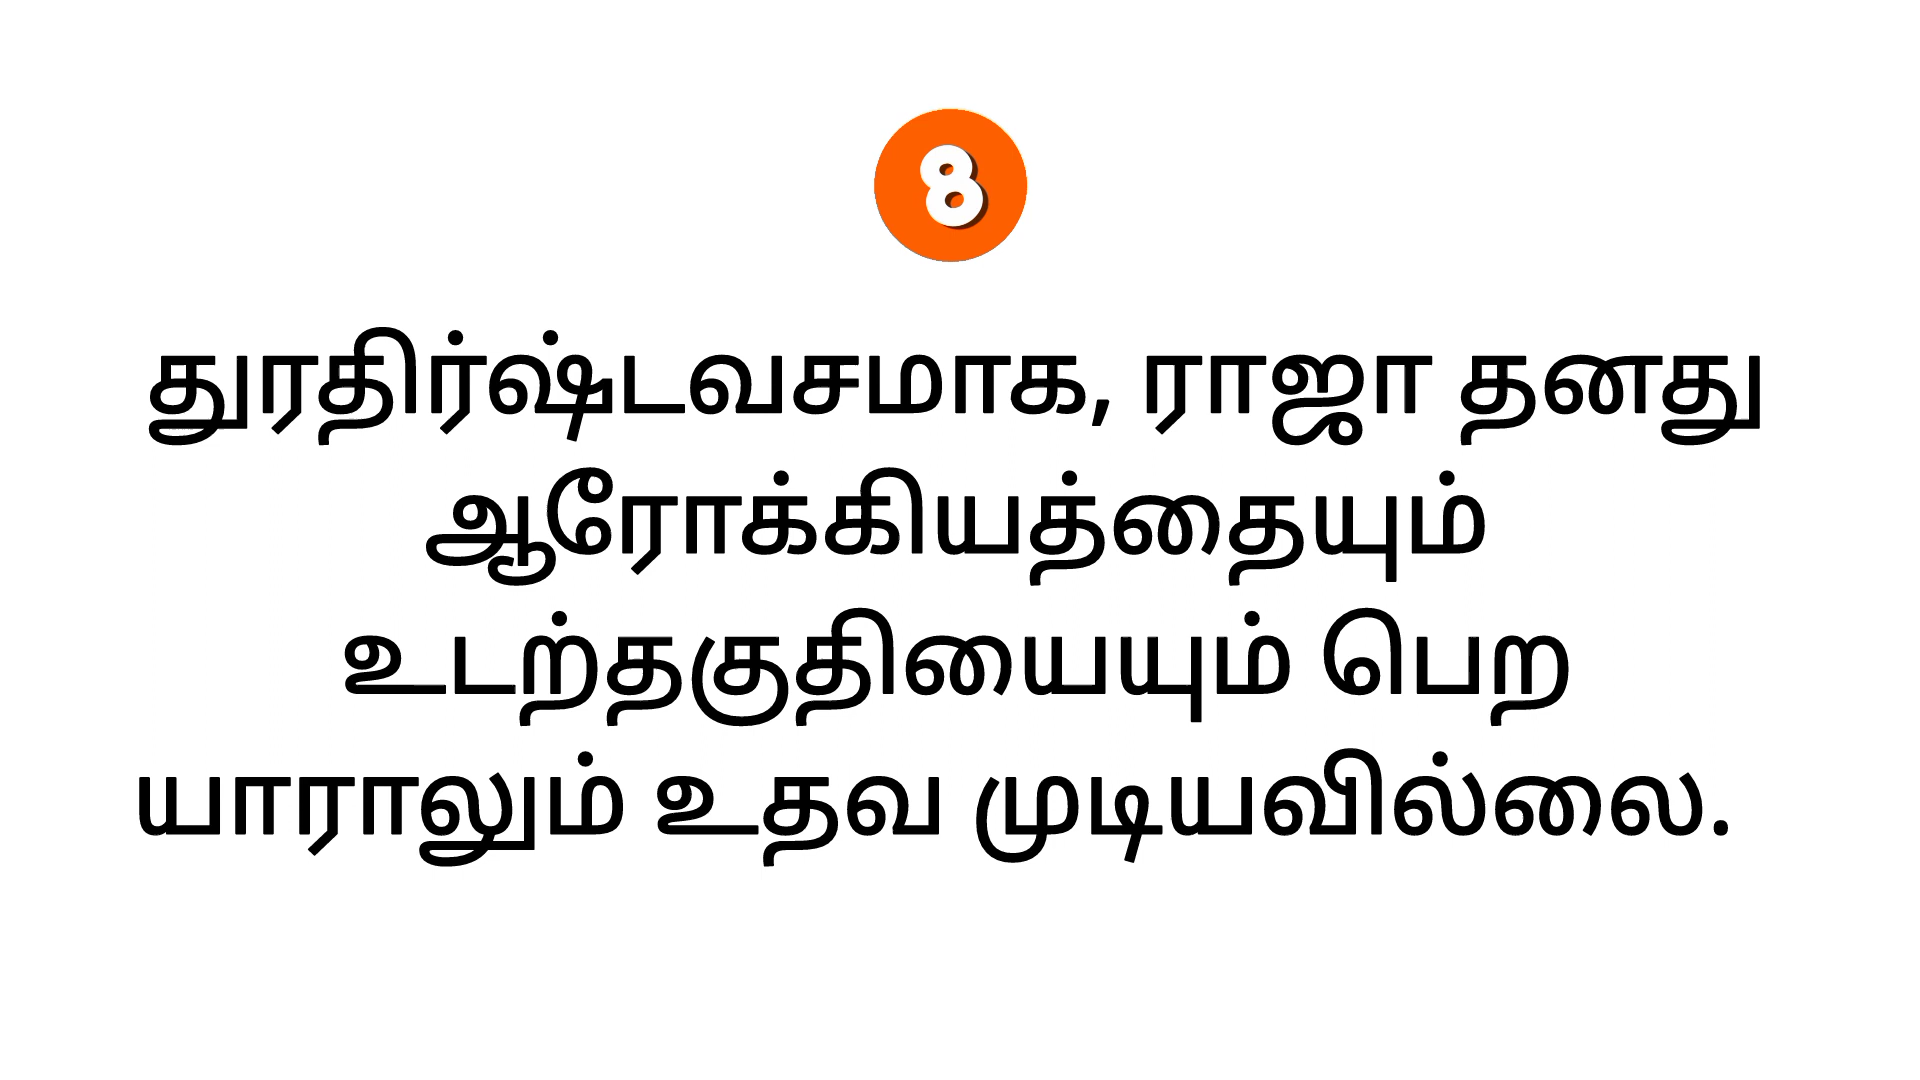 8
துரதிர்ஷ்டவசமாக, ராஜா தனது
ஆரோக்கியத்தையும்
உடற்தகுதியையும் பெற
யாராலும் உதவ முடியவில்லை.